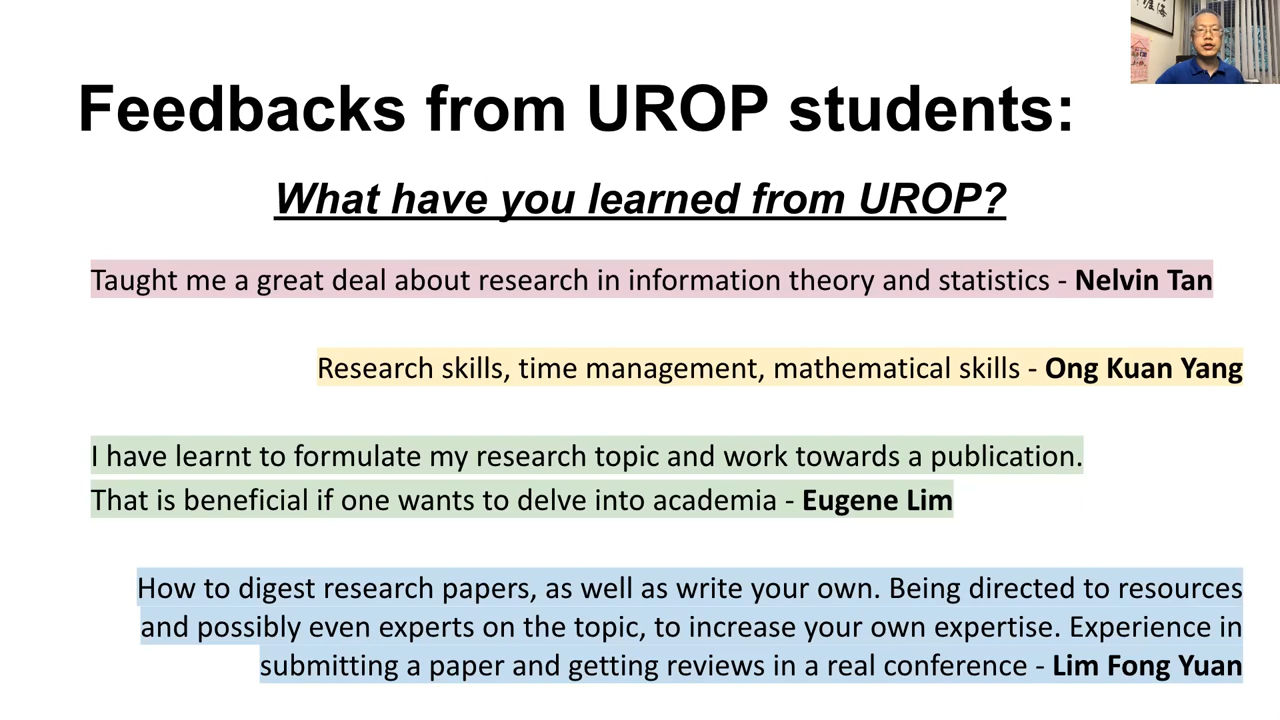 Feedbacks from UROP students:
What have you learned from UROP?
Taught me a great deal about research in information theory and statistics - Nelvin Tan
Research skills, time management, mathematical skills - Ong Kuan Yang
I have learnt to formulate my research topic and work towards a publication.
That is beneficial if one wants to delve into academia - Eugene Lim
How to digest research papers, as well as write your own. Being directed to resources
and possibly even experts on the topic, to increase your own expertise. Experience in
submitting a paper and getting reviews in a real conference - Lim Fong Yuan